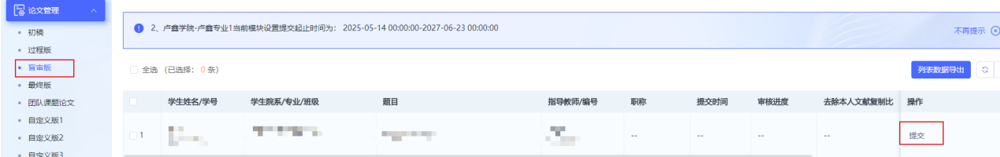 论文管理
初稿
过程版
盲审版
最终版
团队课题论文
自定义版1
自定义版2
自定义版3
2、卢鑫学院-卢鑫专业1当前模块设置提交起止时间为： 2025-05-14 00:00:00-2027-06-23 00:00:00
不再提示
全选 （已选择： 0 条）
列表数据导出
学生姓名/学号 学生院系/专业/班级 题目 指导教师/编号 职称 提交时间 审核进度 去除本人文献复制比 操作
1 -- -- -- -- 提交